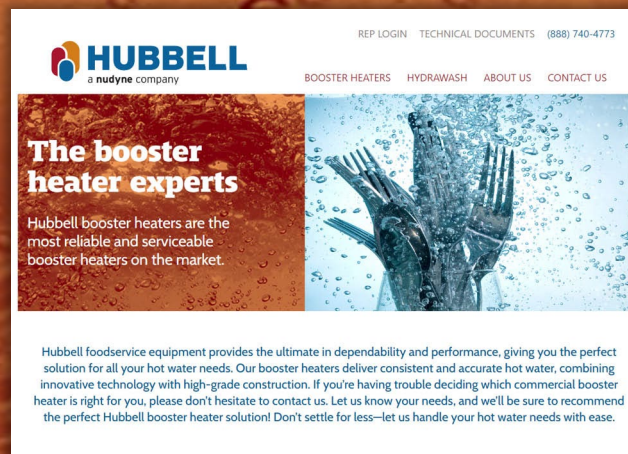 REP LOGIN TECHNICAL DOCUMENTS (888) 740-4773
HUBBELL
a nudyne company
BOOSTER HEATERS HYDRAWASH ABOUT US CONTACT US
The booster
heater experts
Hubbell booster heaters are the
most reliable and serviceable
booster heaters on the market.
Hubbell foodservice equipment provides the ultimate in dependability and performance, giving you the perfect
solution for all your hot water needs. Our booster heaters deliver consistent and accurate hot water, combining
innovative technology with high-grade construction. If you're having trouble deciding which commercial booster
heater is right for you, please don't hesitate to contact us. Let us know your needs, and we'll be sure to recommend
the perfect Hubbell booster heater solution! Don't settle for less—let us handle your hot water needs with ease.